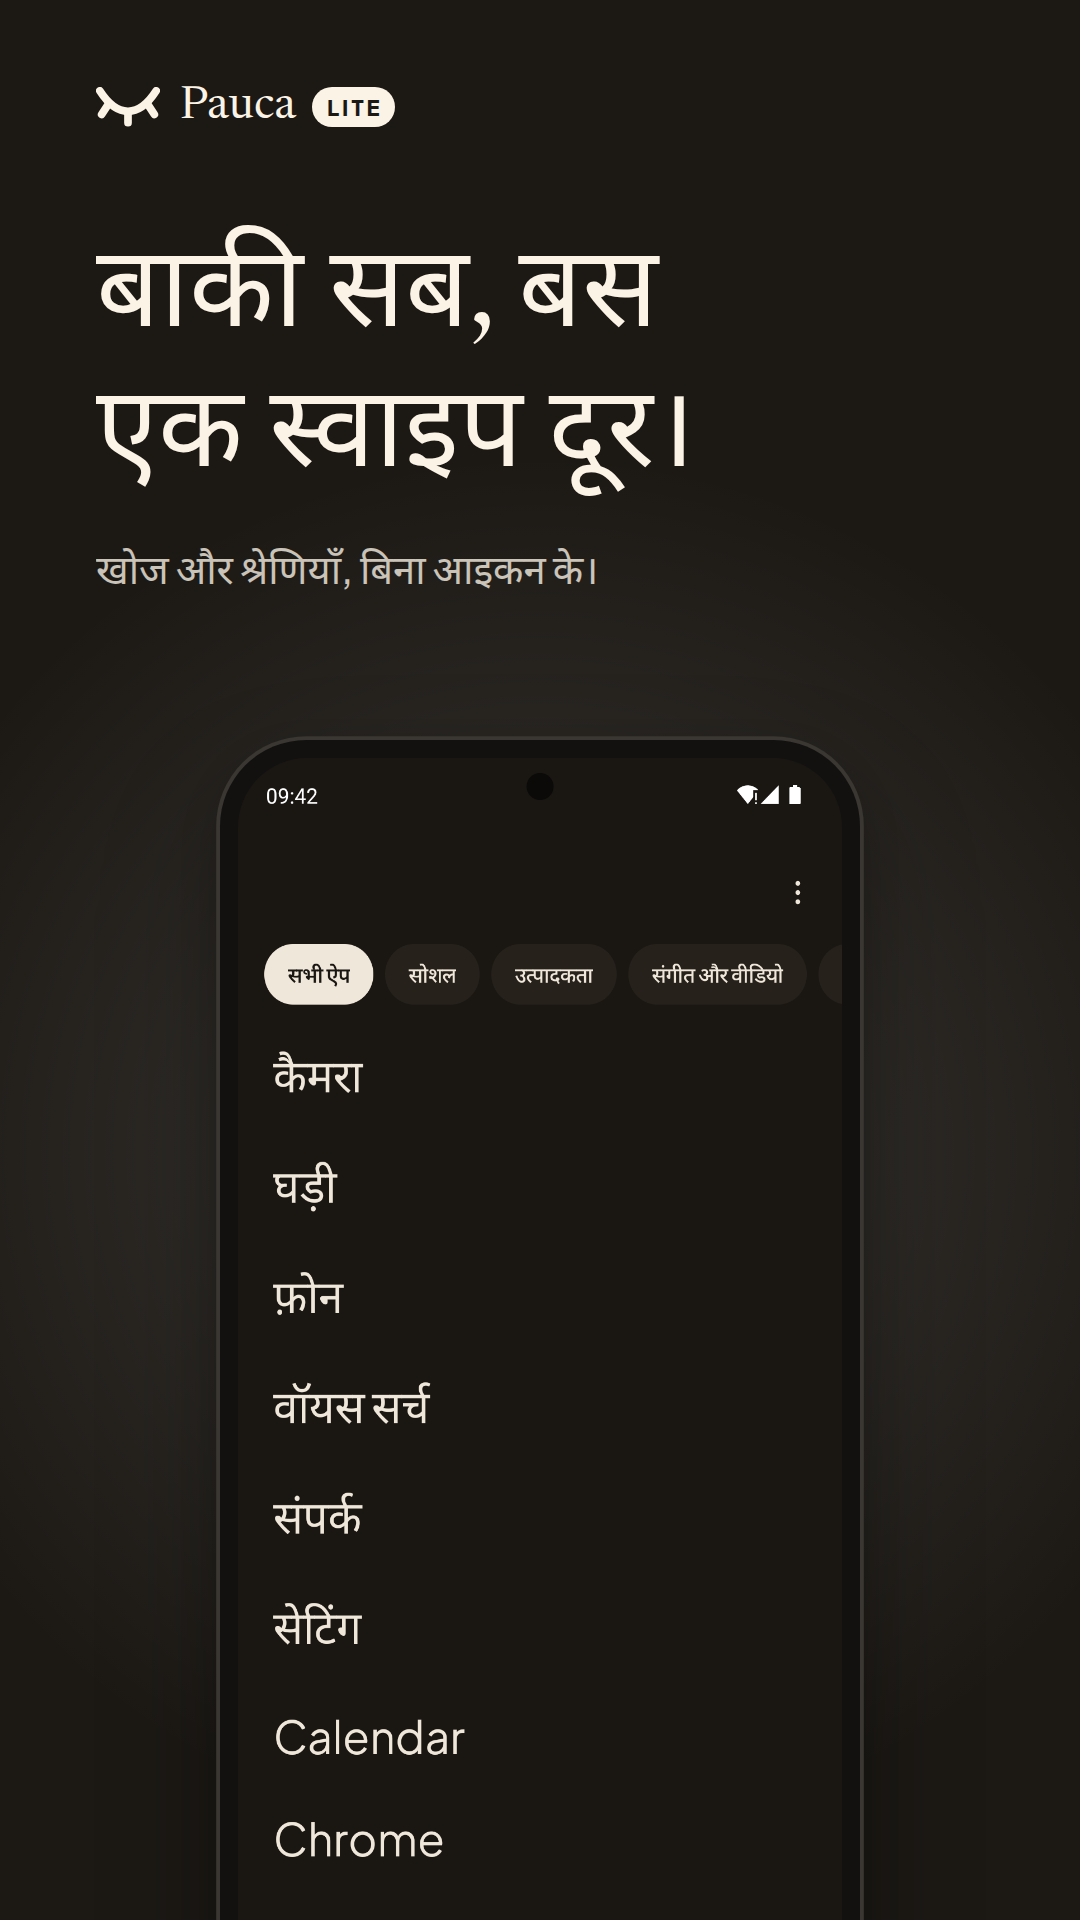 Pauca LITE
बाकी सब, बस
एक स्वाइप दूर।
खोज और श्रेणियाँ, बिना आइकन के।
09:42
सभी ऐप सोशल उत्पादकता संगीत और वीडियो
कैमरा
घड़ी
फ़ोन
वॉयस सर्च
संपर्क
सेटिंग
Calendar
Chrome